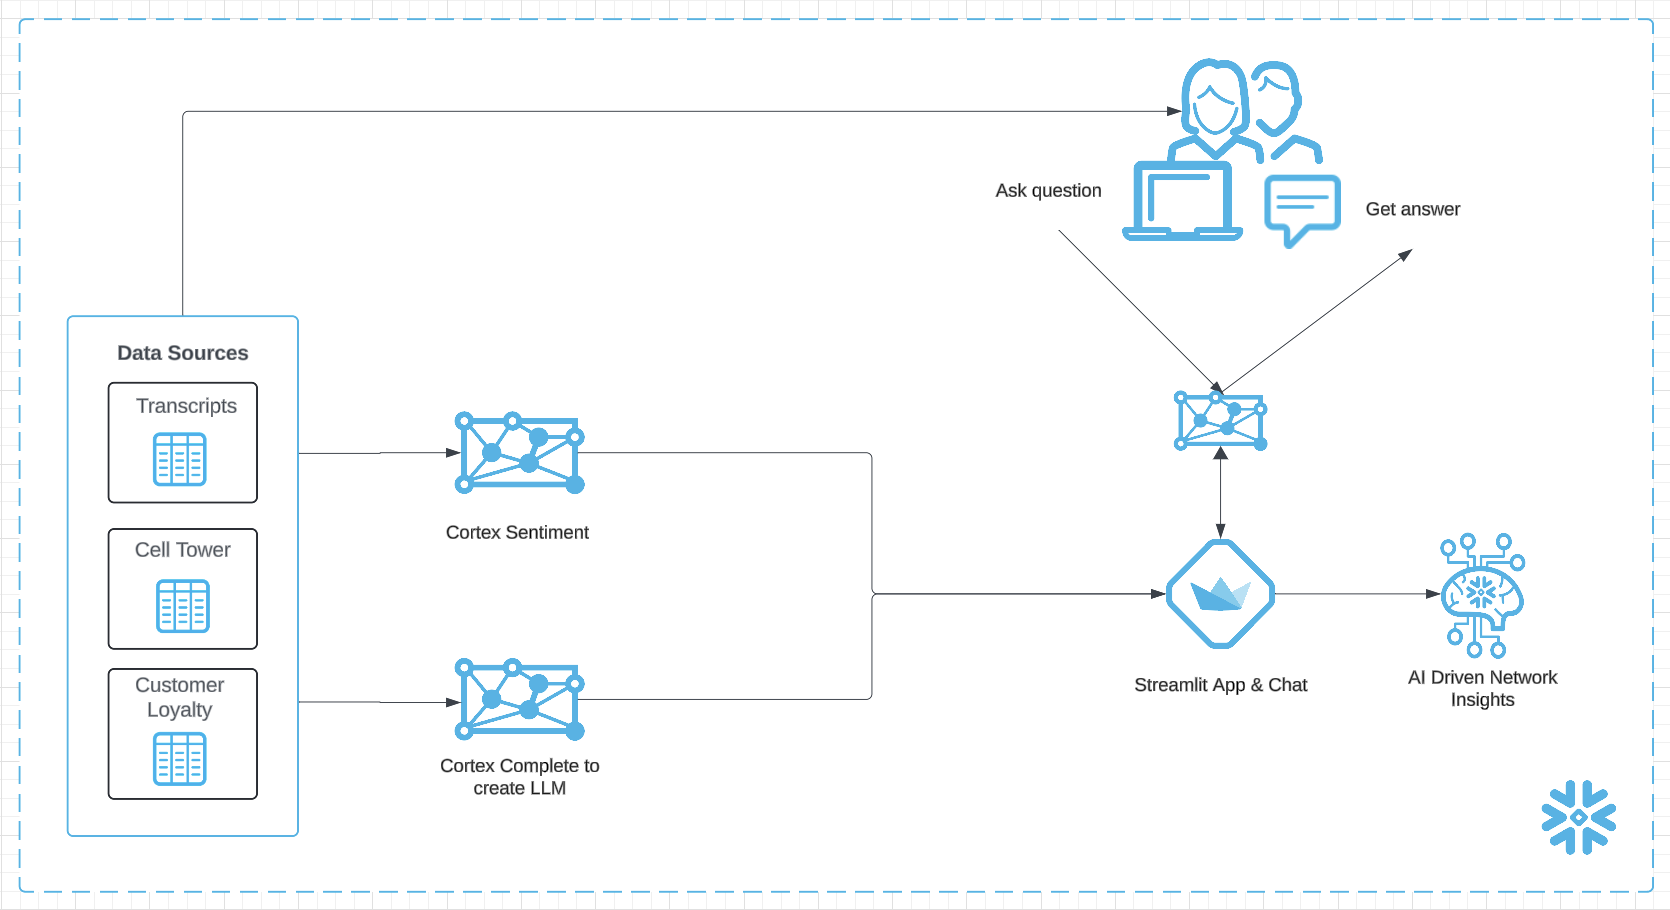 Ask question
Get answer
Data Sources
Transcripts
Cell Tower
Customer
Loyalty
Cortex Sentiment
Cortex Complete to
create LLM
Streamlit App & Chat
AI Driven Network
Insights